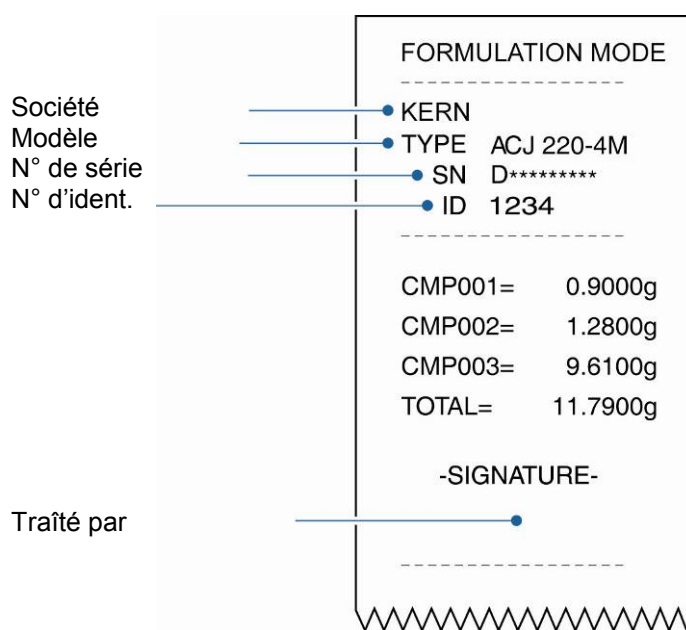 FORMULATION MODE
--------------------
Société KERN
Modèle TYPE ACJ 220-4M
N° de série SN D*********
N° d'ident. ID 1234
--------------------
CMP001= 0.9000g
CMP002= 1.2800g
CMP003= 9.6100g
TOTAL= 11.7900g
-SIGNATURE-
Traîté par
--------------------